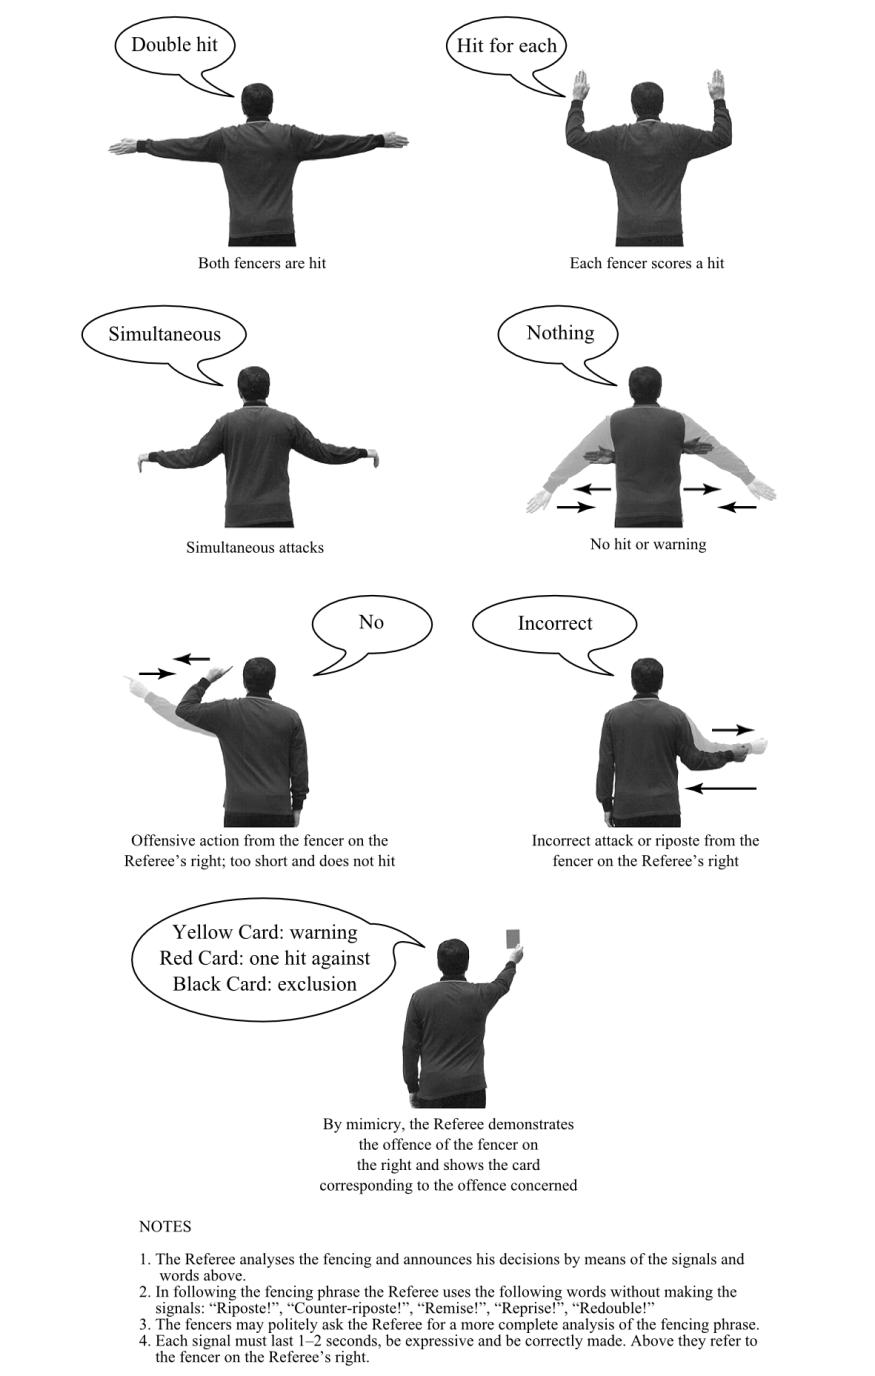 Double hit
Hit for each
Both fencers are hit
Each fencer scores a hit
Simultaneous
Nothing
Simultaneous attacks
No hit or warning
No
Incorrect
Offensive action from the fencer on the
Referee’s right; too short and does not hit
Incorrect attack or riposte from the
fencer on the Referee’s right
Yellow Card: warning
Red Card: one hit against
Black Card: exclusion
By mimicry, the Referee demonstrates
the offence of the fencer on
the right and shows the card
corresponding to the offence concerned
NOTES
1. The Referee analyses the fencing and announces his decisions by means of the signals and
words above.
2. In following the fencing phrase the Referee uses the following words without making the
signals: “Riposte!”, “Counter-riposte!”, “Remise!”, “Reprise!”, “Redouble!”
3. The fencers may politely ask the Referee for a more complete analysis of the fencing phrase.
4. Each signal must last 1–2 seconds, be expressive and be correctly made. Above they refer to
the fencer on the Referee’s right.